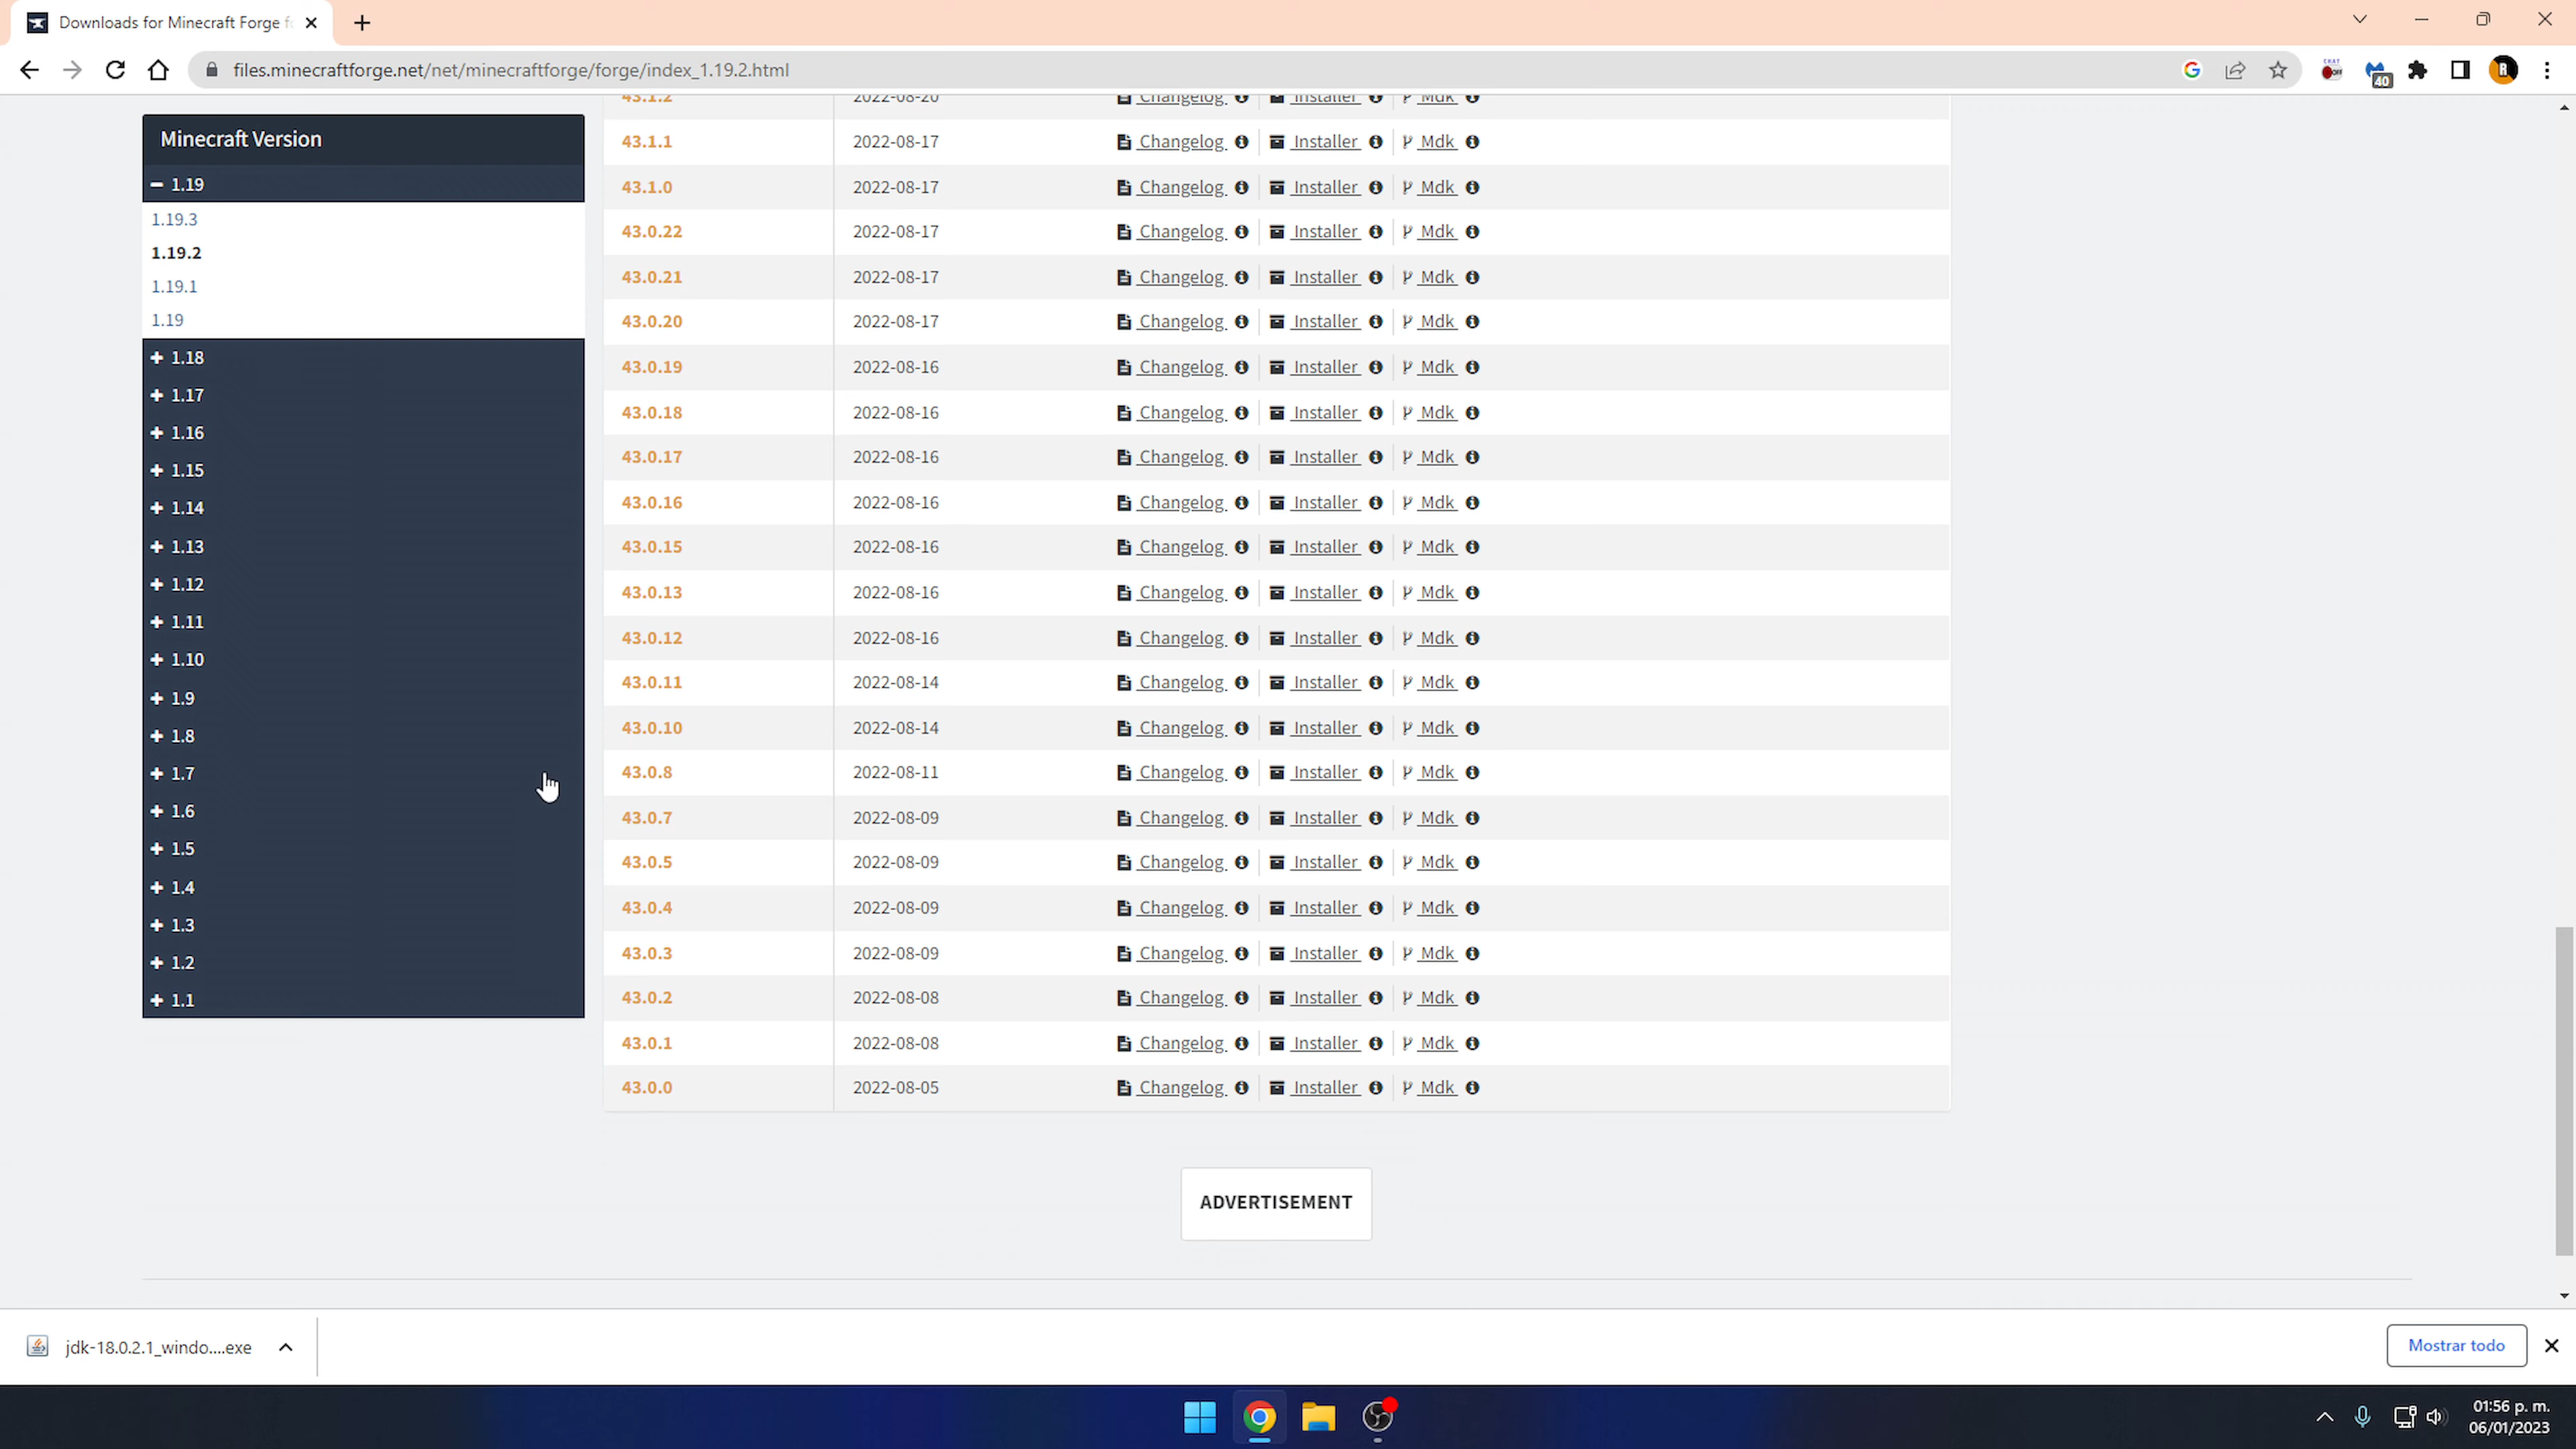 Downloads for Minecraft Forge f
files.minecraftforge.net/net/minecraftforge/forge/index_1.19.2.html
CHAT
OFF
40
R
Minecraft Version
1.19
1.19.3
1.19.2
1.19.1
1.19
1.18
1.17
1.16
1.15
1.14
1.13
1.12
1.11
1.10
1.9
1.8
1.7
1.6
1.5
1.4
1.3
1.2
1.1
43.1.2 2022-08-20 Changelog Installer Mdk
43.1.1 2022-08-17 Changelog Installer Mdk
43.1.0 2022-08-17 Changelog Installer Mdk
43.0.22 2022-08-17 Changelog Installer Mdk
43.0.21 2022-08-17 Changelog Installer Mdk
43.0.20 2022-08-17 Changelog Installer Mdk
43.0.19 2022-08-16 Changelog Installer Mdk
43.0.18 2022-08-16 Changelog Installer Mdk
43.0.17 2022-08-16 Changelog Installer Mdk
43.0.16 2022-08-16 Changelog Installer Mdk
43.0.15 2022-08-16 Changelog Installer Mdk
43.0.13 2022-08-16 Changelog Installer Mdk
43.0.12 2022-08-16 Changelog Installer Mdk
43.0.11 2022-08-14 Changelog Installer Mdk
43.0.10 2022-08-14 Changelog Installer Mdk
43.0.8 2022-08-11 Changelog Installer Mdk
43.0.7 2022-08-09 Changelog Installer Mdk
43.0.5 2022-08-09 Changelog Installer Mdk
43.0.4 2022-08-09 Changelog Installer Mdk
43.0.3 2022-08-09 Changelog Installer Mdk
43.0.2 2022-08-08 Changelog Installer Mdk
43.0.1 2022-08-08 Changelog Installer Mdk
43.0.0 2022-08-05 Changelog Installer Mdk
ADVERTISEMENT
jdk-18.0.2.1_windo....exe
Mostrar todo
01:56 p. m.
06/01/2023